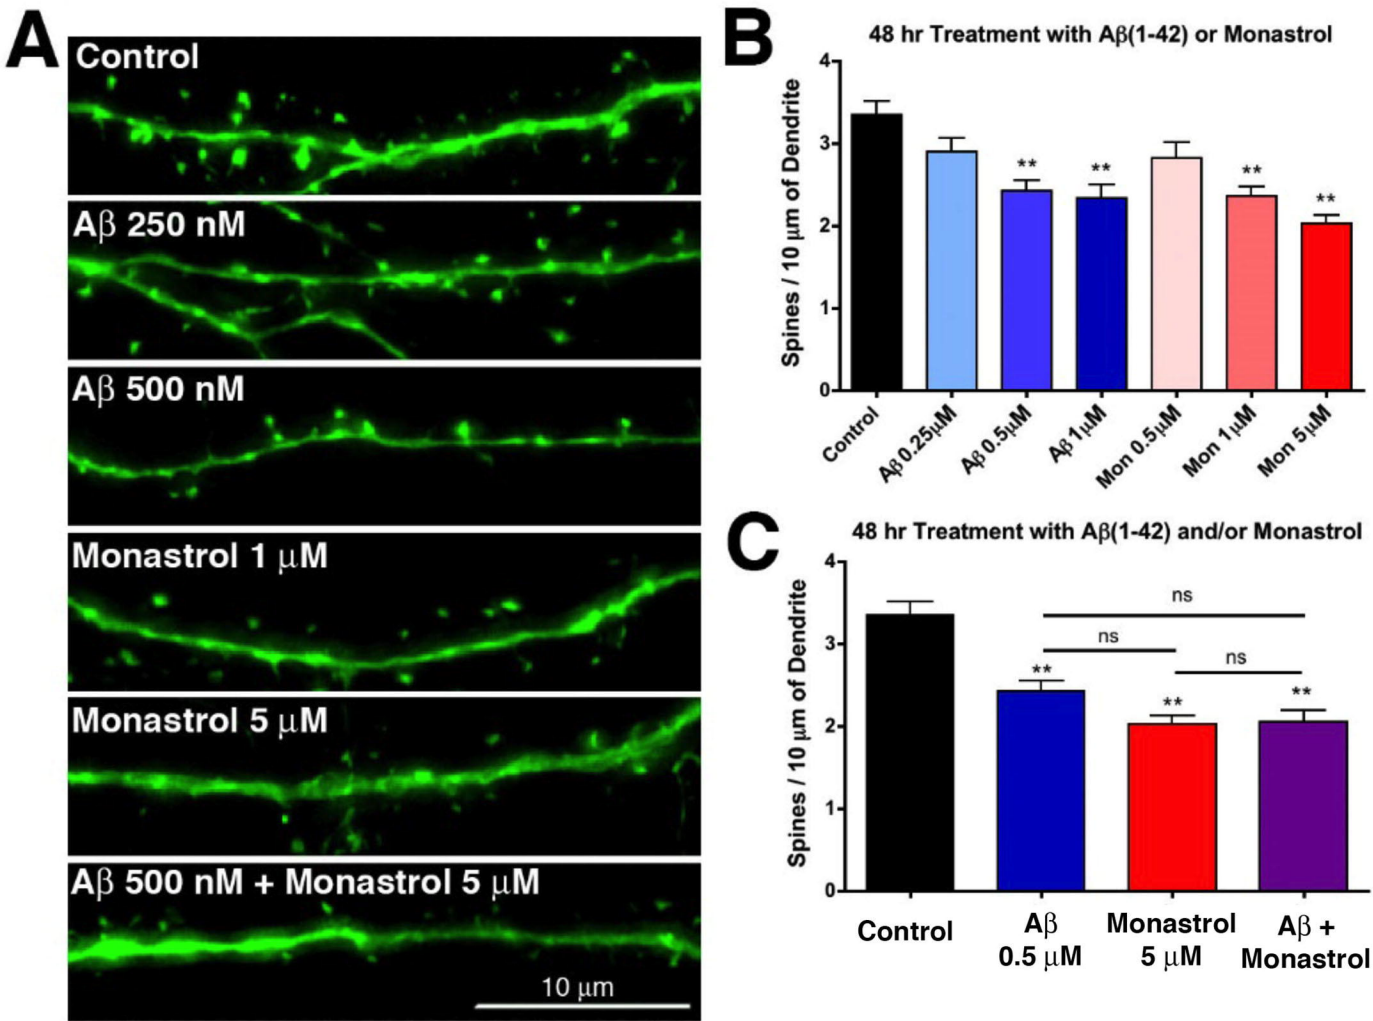 A
Control
Aβ 250 nM
Aβ 500 nM
Monastrol 1 μM
Monastrol 5 μM
Aβ 500 nM + Monastrol 5 μM
10 μm
B
48 hr Treatment with Aβ(1-42) or Monastrol
Spines / 10 μm of Dendrite
4
3
2
1
0
**
**
**
**
Control
Aβ 0.25μM
Aβ 0.5μM
Aβ 1μM
Mon 0.5μM
Mon 1μM
Mon 5μM
C
48 hr Treatment with Aβ(1-42) and/or Monastrol
Spines / 10 μm of Dendrite
4
3
2
1
0
ns
ns
ns
**
**
**
Control
Aβ
0.5 μM
Monastrol
5 μM
Aβ +
Monastrol